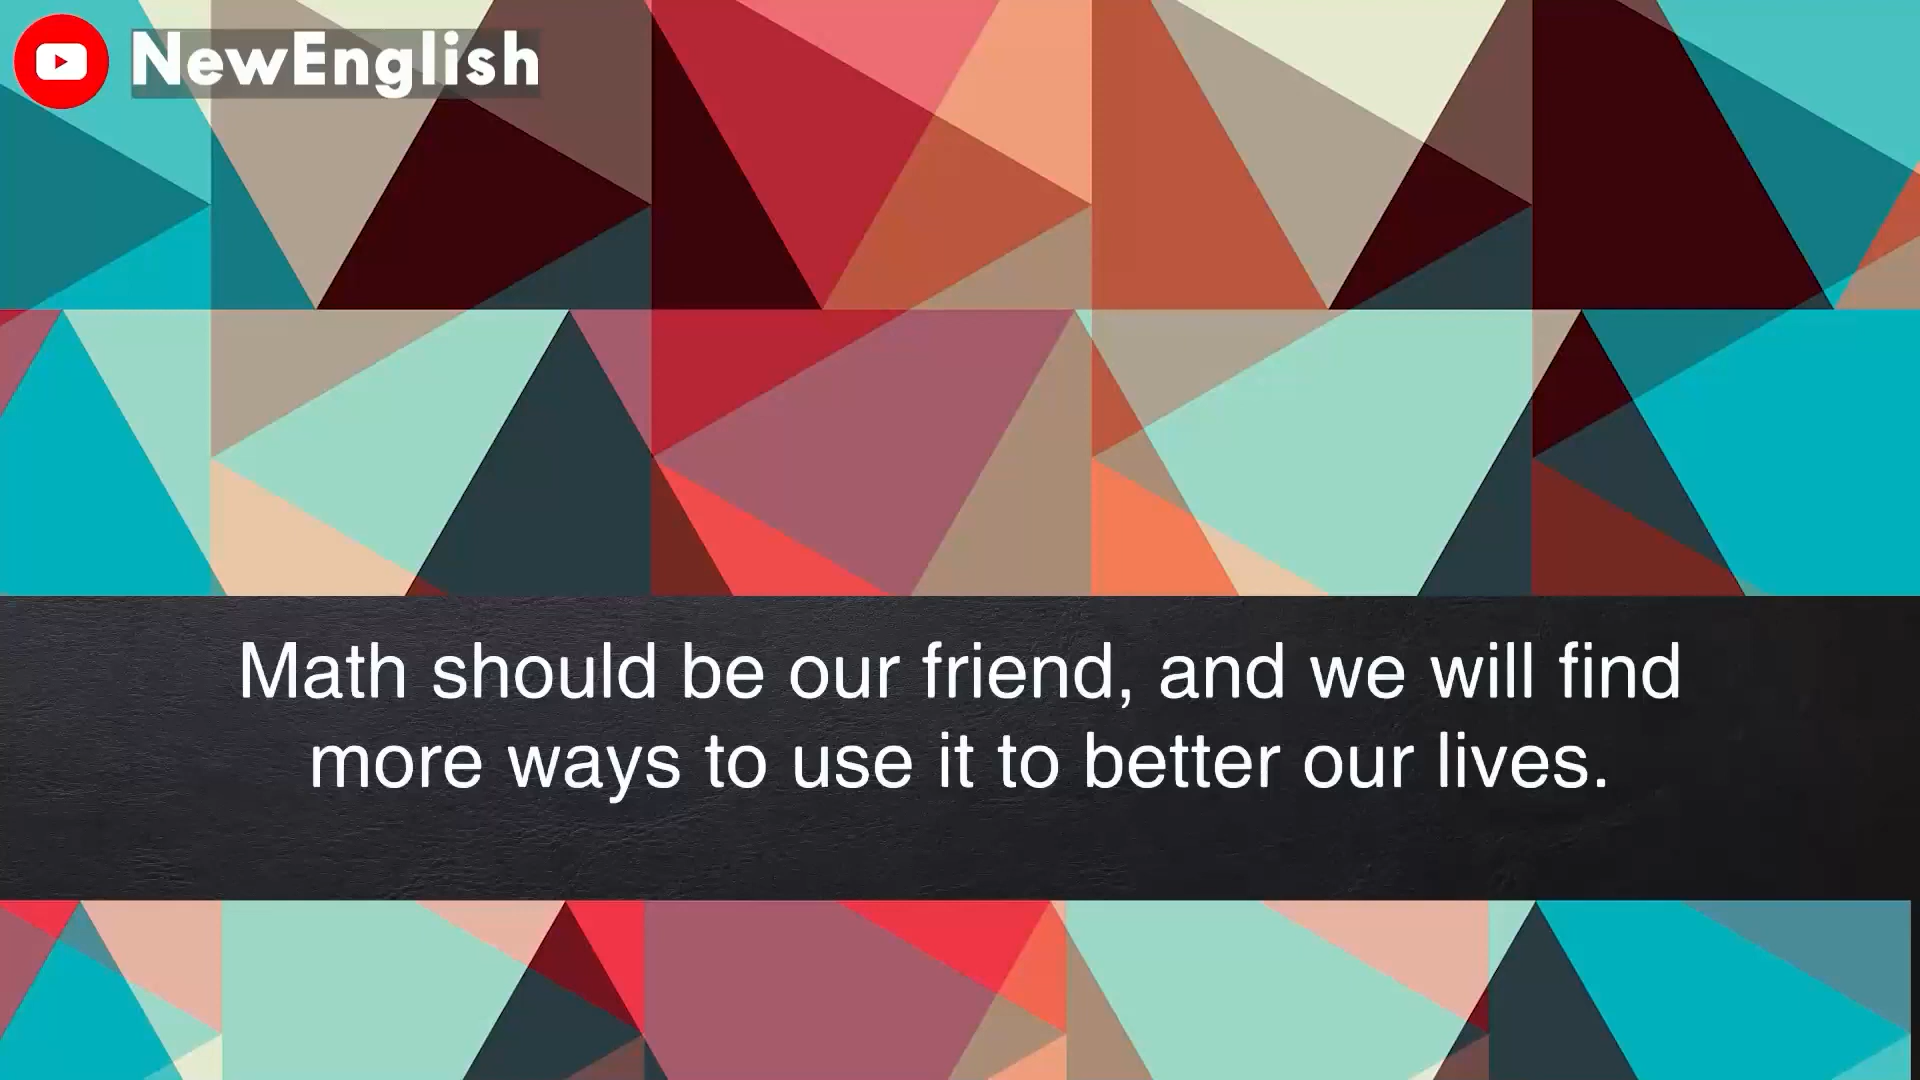 NewEnglish
Math should be our friend, and we will find
more ways to use it to better our lives.